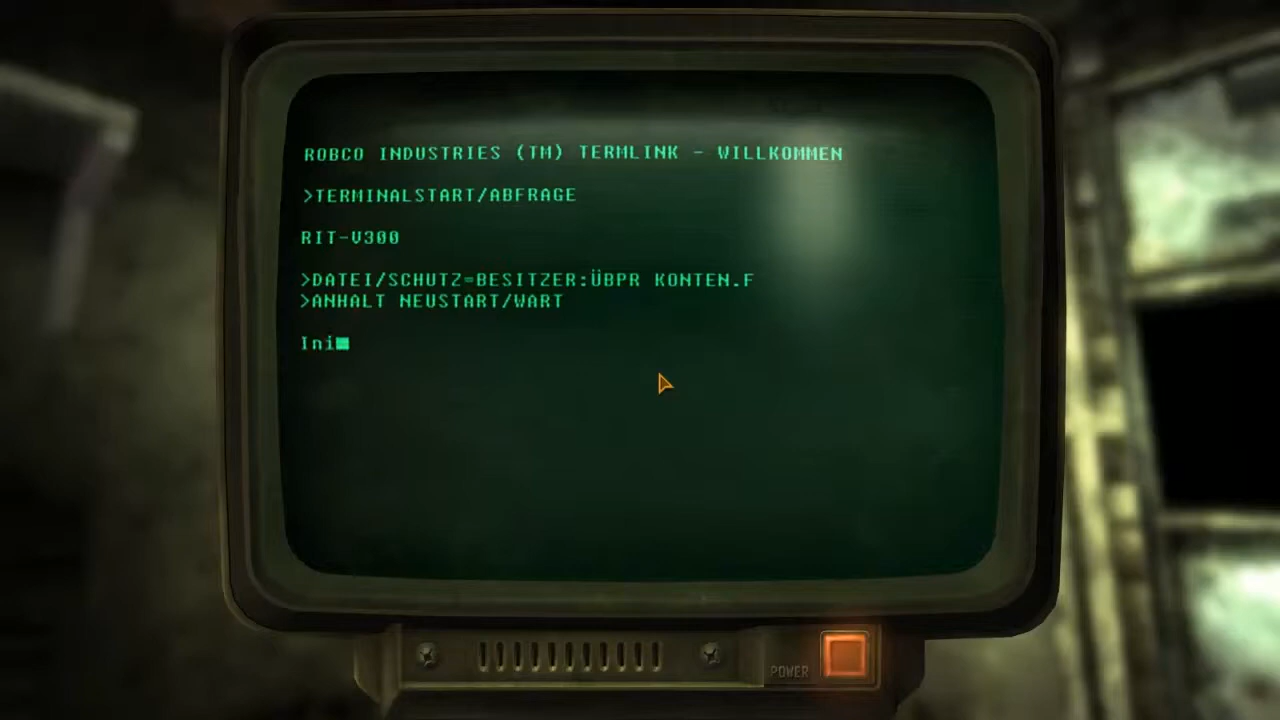 ROBCO INDUSTRIES (TM) TERMLINK - WILLKOMMEN
>TERMINALSTART/ABFRAGE
RIT-V300
>DATEI/SCHUTZ=BESITZER:ÜBPR KONTEN.F
>ANHALT NEUSTART/WART
Ini
POWER